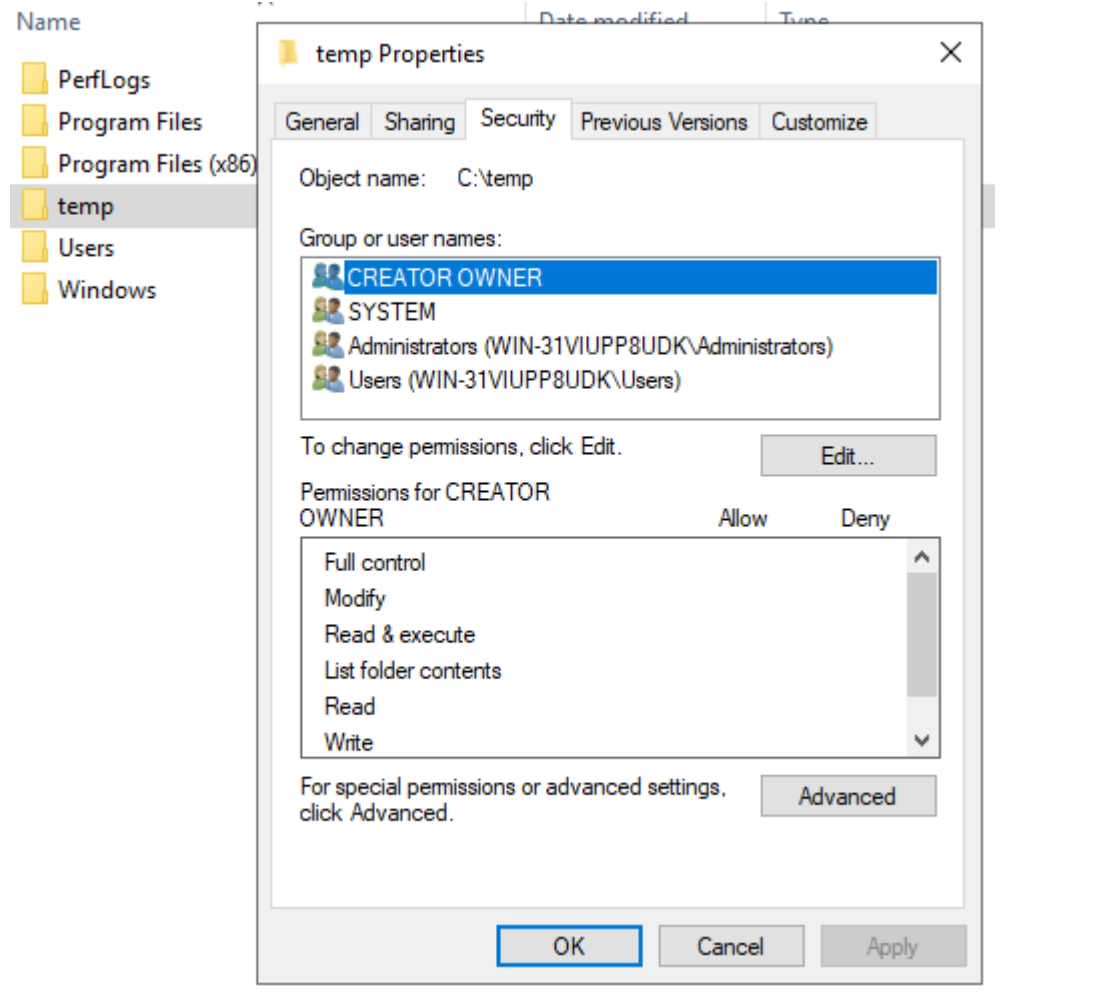 Name
Date modified
Type
PerfLogs
Program Files
Program Files (x86)
temp
Users
Windows
temp Properties
General
Sharing
Security
Previous Versions
Customize
Object name: C:\temp
Group or user names:
CREATOR OWNER
SYSTEM
Administrators (WIN-31VIUPP8UDK\Administrators)
Users (WIN-31VIUPP8UDK\Users)
To change permissions, click Edit.
Edit...
Permissions for CREATOR
OWNER
Allow
Deny
Full control
Modify
Read & execute
List folder contents
Read
Write
For special permissions or advanced settings,
click Advanced.
Advanced
OK
Cancel
Apply